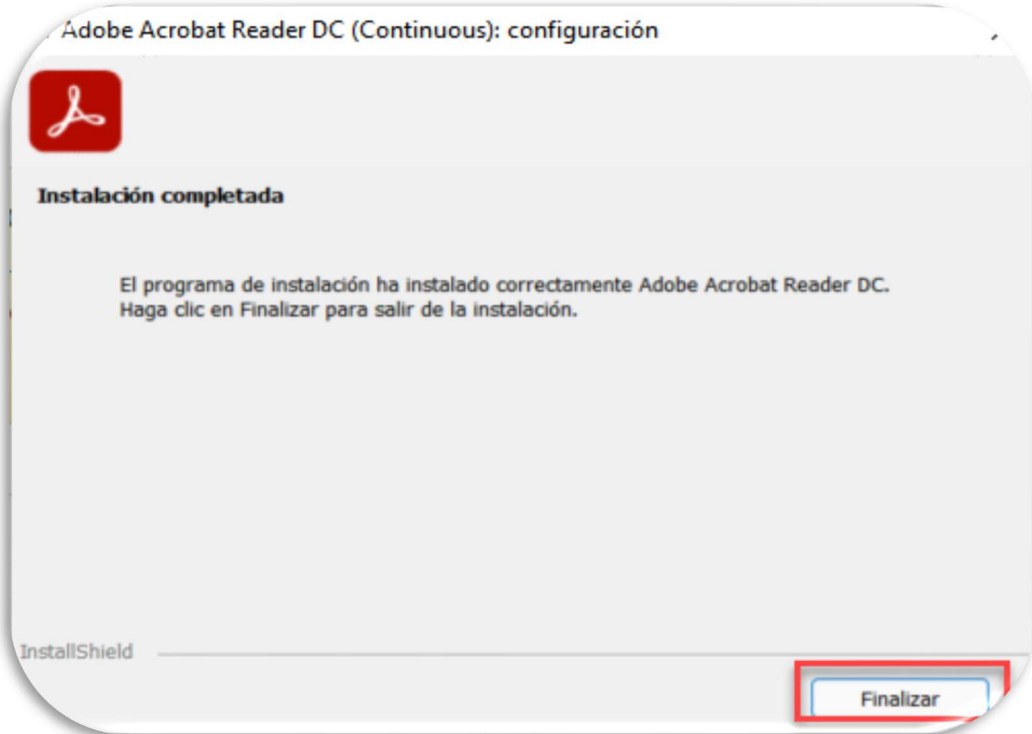 Adobe Acrobat Reader DC (Continuous): configuración
Instalación completada
El programa de instalación ha instalado correctamente Adobe Acrobat Reader DC.
Haga clic en Finalizar para salir de la instalación.
InstallShield
Finalizar